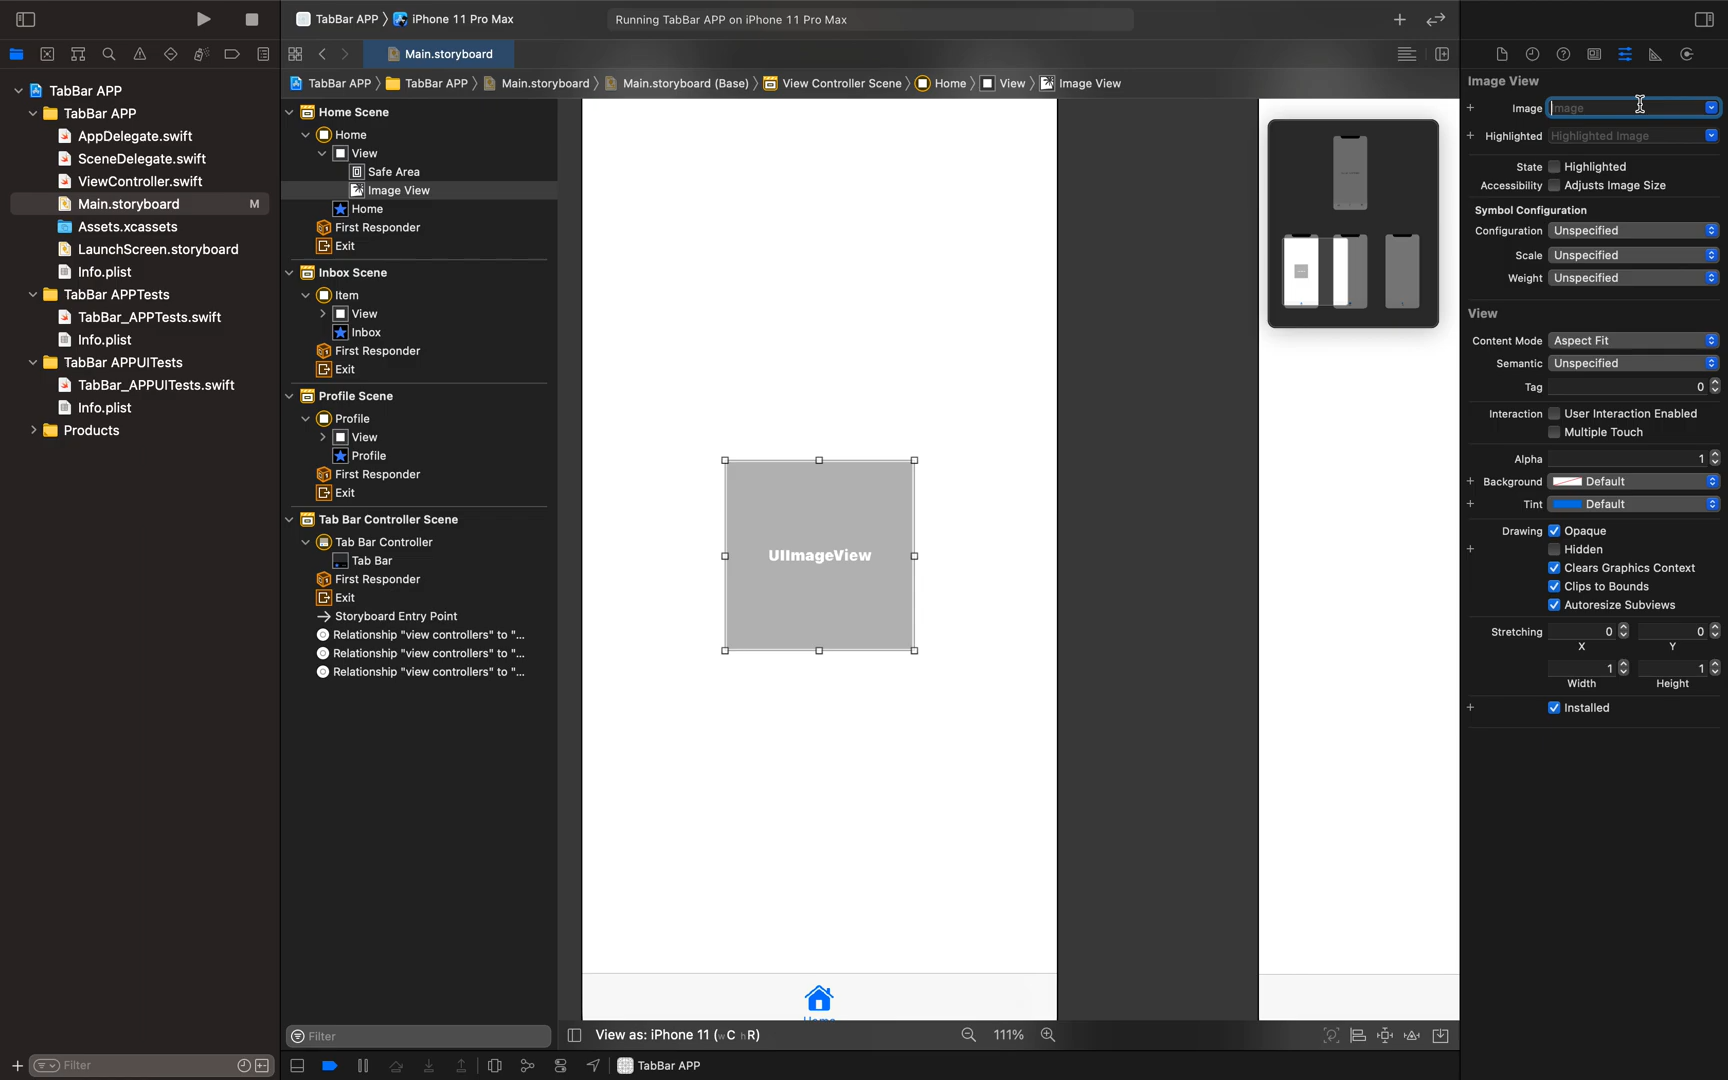 TabBar APP
iPhone 11 Pro Max
Running TabBar APP on iPhone 11 Pro Max
Main.storyboard
TabBar APP
TabBar APP
Main.storyboard
Main.storyboard (Base)
View Controller Scene
Home
View
Image View
TabBar APP
TabBar APP
AppDelegate.swift
SceneDelegate.swift
ViewController.swift
Main.storyboard M
Assets.xcassets
LaunchScreen.storyboard
Info.plist
TabBar APPTests
TabBar_APPTests.swift
Info.plist
TabBar APPUITests
TabBar_APPUITests.swift
Info.plist
Products
Filter
Home Scene
Home
View
Safe Area
Image View
Home
First Responder
Exit
Inbox Scene
Item
View
Inbox
First Responder
Exit
Profile Scene
Profile
View
Profile
First Responder
Exit
Tab Bar Controller Scene
Tab Bar Controller
Tab Bar
First Responder
Exit
Storyboard Entry Point
Relationship "view controllers" to "...
Relationship "view controllers" to "...
Relationship "view controllers" to "...
Filter
UIImageView
Home
View as: iPhone 11 (wC hR)
111%
TabBar APP
Image View
Image Image
Highlighted Highlighted Image
State Highlighted
Accessibility Adjusts Image Size
Symbol Configuration
Configuration Unspecified
Scale Unspecified
Weight Unspecified
View
Content Mode Aspect Fit
Semantic Unspecified
Tag 0
Interaction User Interaction Enabled
Multiple Touch
Alpha 1
Background Default
Tint Default
Drawing Opaque
Hidden
Clears Graphics Context
Clips to Bounds
Autoresize Subviews
Stretching 0 0
X Y
1 1
Width Height
Installed